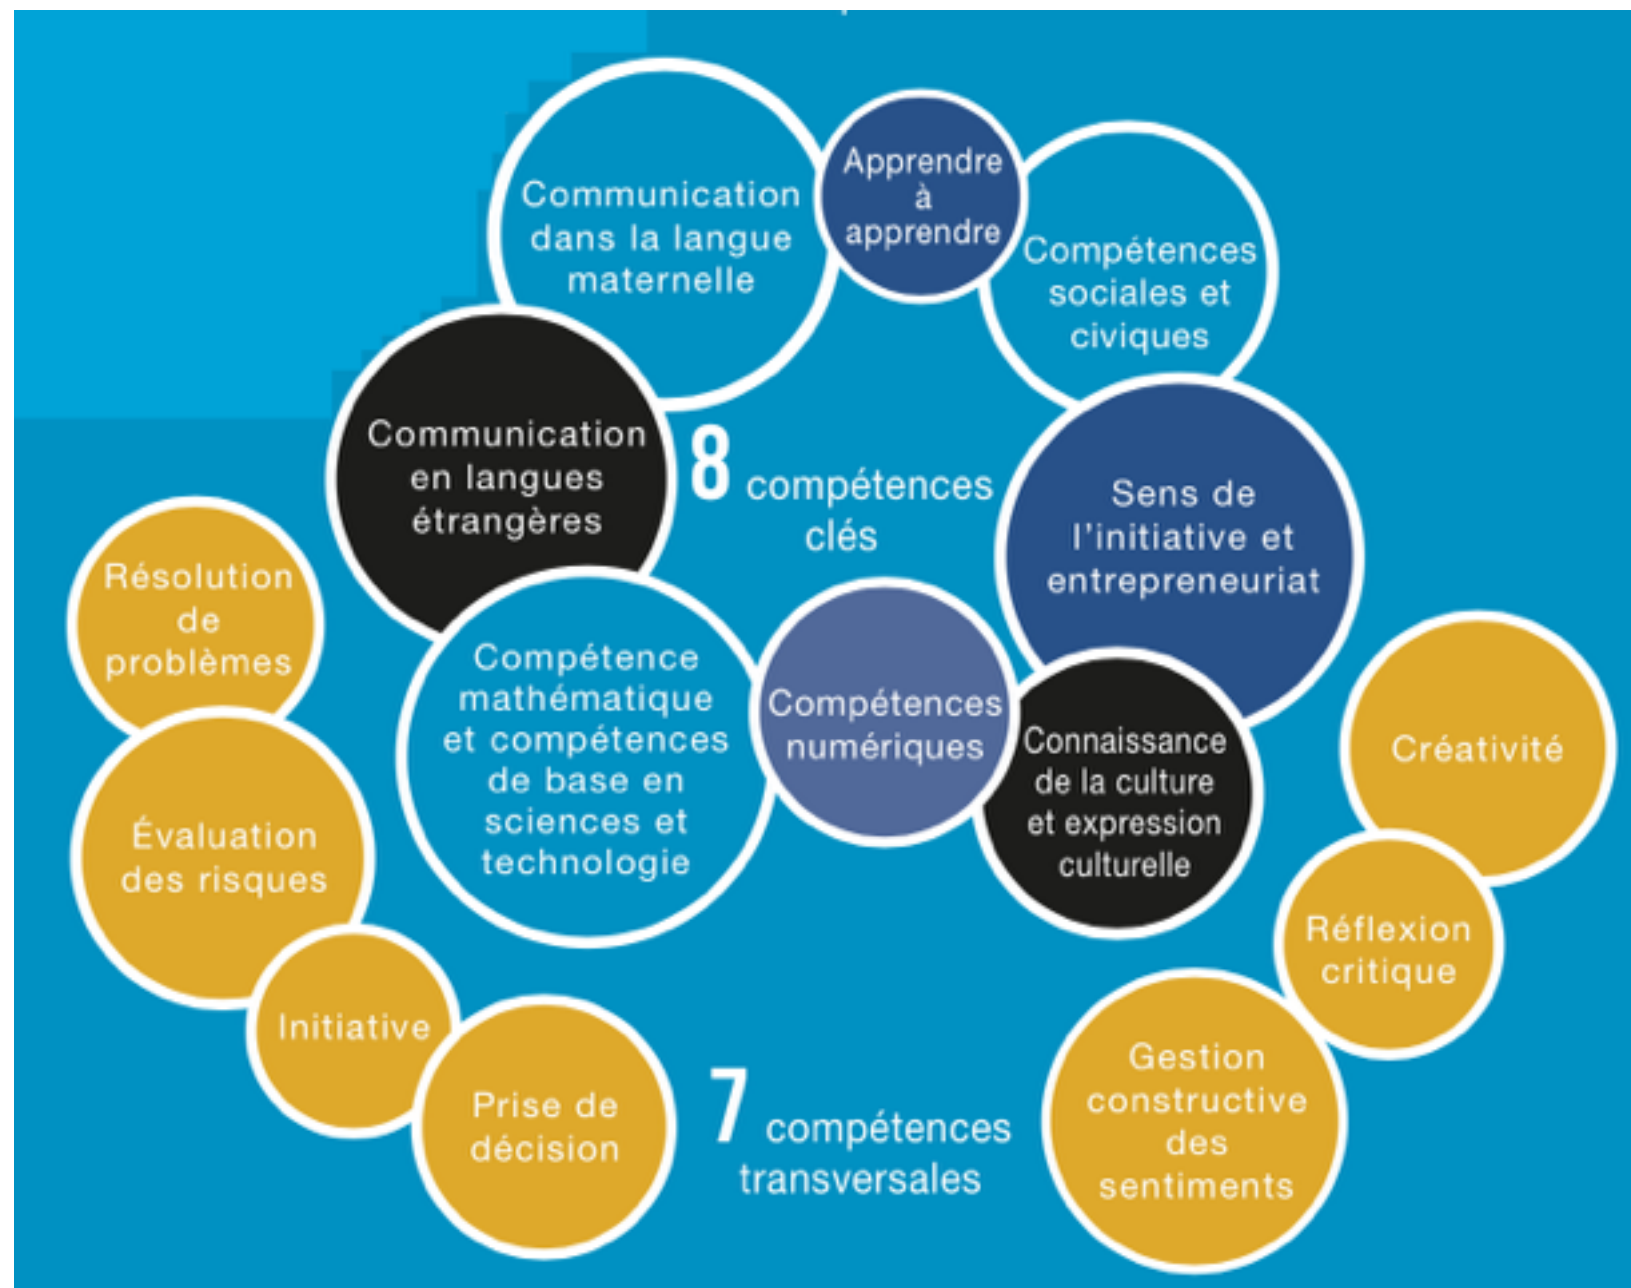 Communication
dans la langue
maternelle
Apprendre
à
apprendre
Compétences
sociales et
civiques
Communication
en langues
étrangères
8 compétences
clés
Sens de
l'initiative et
entrepreneuriat
Résolution
de
problèmes
Compétence
mathématique
et compétences
de base en
sciences et
technologie
Compétences
numériques
Connaissance
de la culture
et expression
culturelle
Créativité
Évaluation
des risques
Réflexion
critique
Initiative
Prise de
décision
7 compétences
transversales
Gestion
constructive
des
sentiments